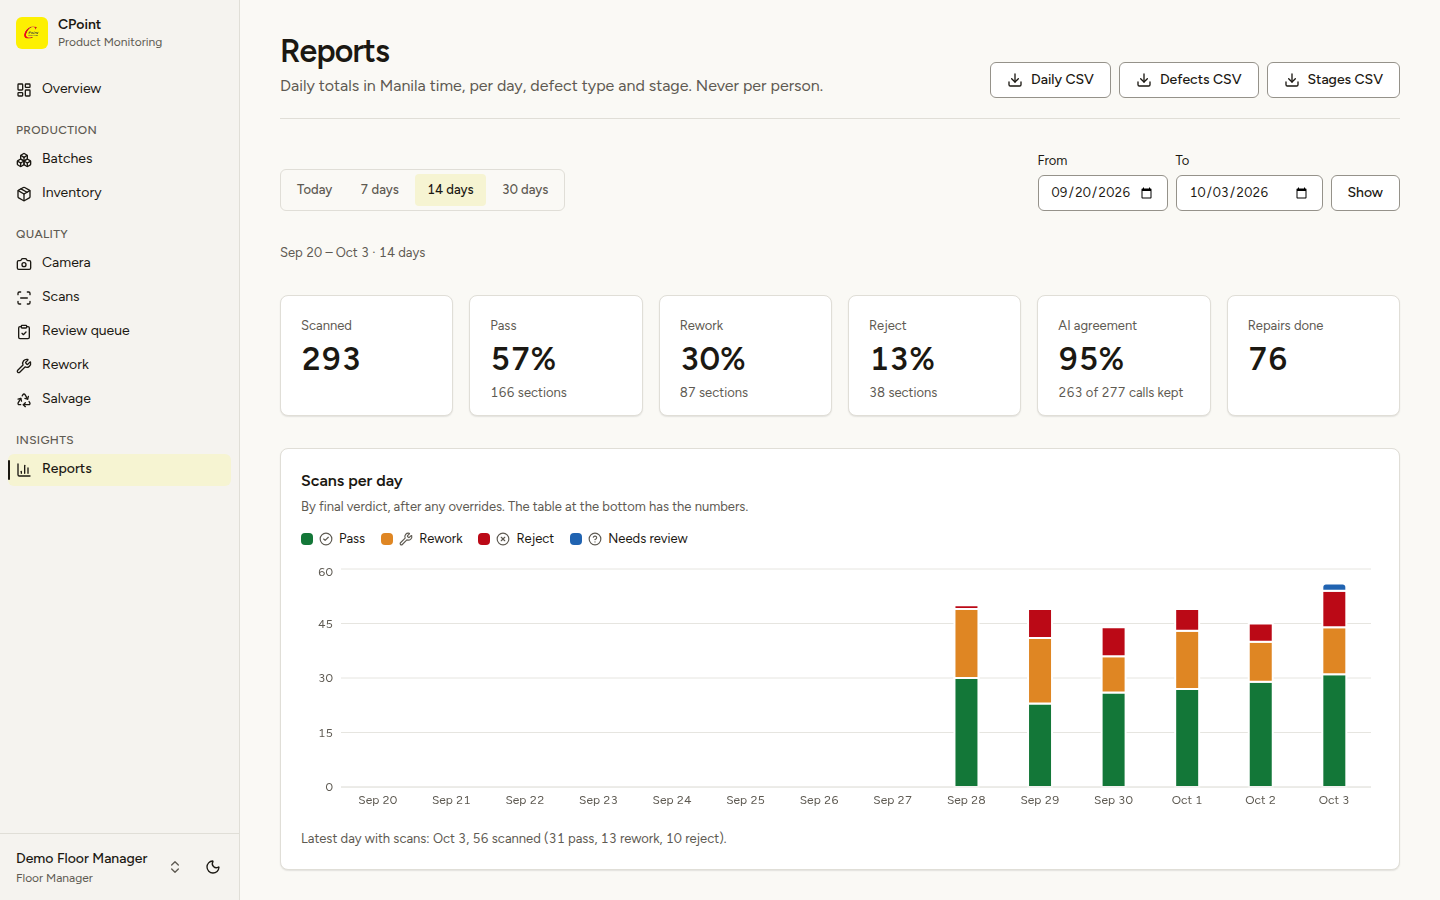 CPoint
Product Monitoring
Overview
PRODUCTION
Batches
Inventory
QUALITY
Camera
Scans
Review queue
Rework
Salvage
INSIGHTS
Reports
Demo Floor Manager
Floor Manager
Reports
Daily totals in Manila time, per day, defect type and stage. Never per person.
Daily CSV
Defects CSV
Stages CSV
Today 7 days 14 days 30 days
From To
09/20/2026 10/03/2026 Show
Sep 20 – Oct 3 · 14 days
Scanned
293
Pass
57%
166 sections
Rework
30%
87 sections
Reject
13%
38 sections
AI agreement
95%
263 of 277 calls kept
Repairs done
76
Scans per day
By final verdict, after any overrides. The table at the bottom has the numbers.
Pass Rework Reject Needs review
60
45
30
15
0
Sep 20 Sep 21 Sep 22 Sep 23 Sep 24 Sep 25 Sep 26 Sep 27 Sep 28 Sep 29 Sep 30 Oct 1 Oct 2 Oct 3
Latest day with scans: Oct 3, 56 scanned (31 pass, 13 rework, 10 reject).